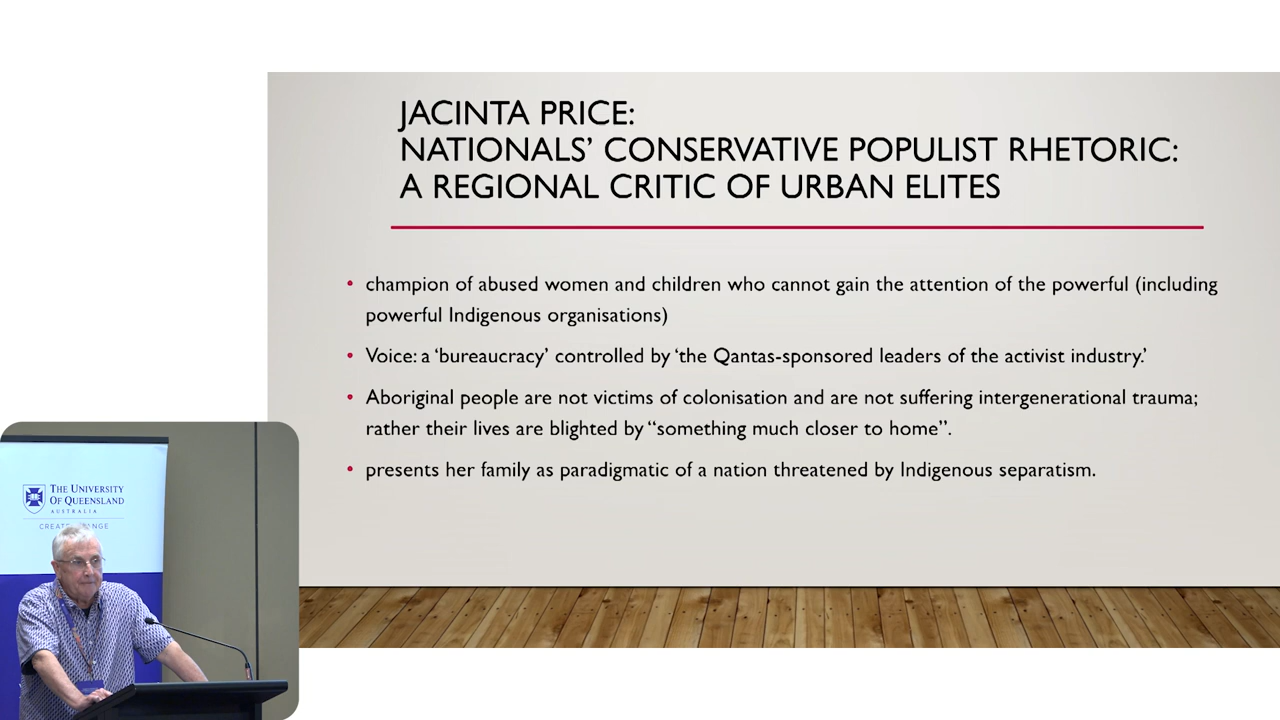 JACINTA PRICE:
NATIONALS’ CONSERVATIVE POPULIST RHETORIC:
A REGIONAL CRITIC OF URBAN ELITES
• champion of abused women and children who cannot gain the attention of the powerful (including
powerful Indigenous organisations)
• Voice: a ‘bureaucracy’ controlled by ‘the Qantas-sponsored leaders of the activist industry.’
• Aboriginal people are not victims of colonisation and are not suffering intergenerational trauma;
rather their lives are blighted by “something much closer to home”.
• presents her family as paradigmatic of a nation threatened by Indigenous separatism.
THE UNIVERSITY
OF QUEENSLAND
AUSTRALIA